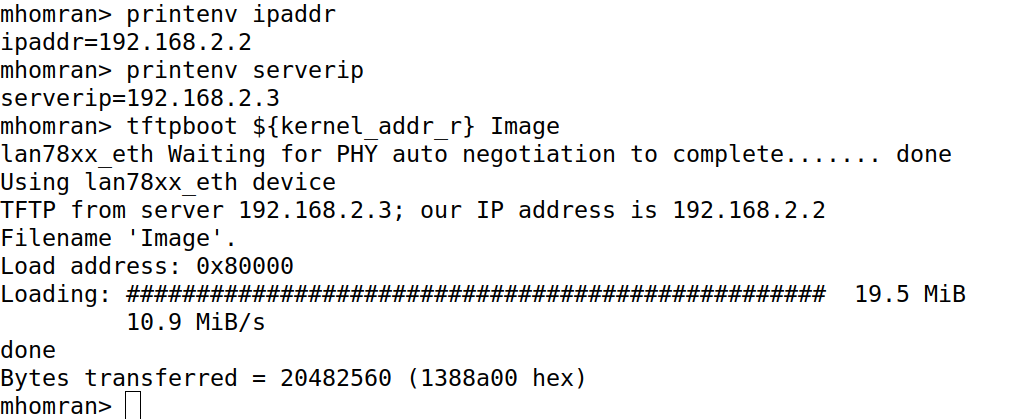 mhomran> printenv ipaddr
ipaddr=192.168.2.2
mhomran> printenv serverip
serverip=192.168.2.3
mhomran> tftpboot ${kernel_addr_r} Image
lan78xx_eth Waiting for PHY auto negotiation to complete....... done
Using lan78xx_eth device
TFTP from server 192.168.2.3; our IP address is 192.168.2.2
Filename 'Image'.
Load address: 0x80000
Loading: ##################################################  19.5 MiB
         10.9 MiB/s
done
Bytes transferred = 20482560 (1388a00 hex)
mhomran>